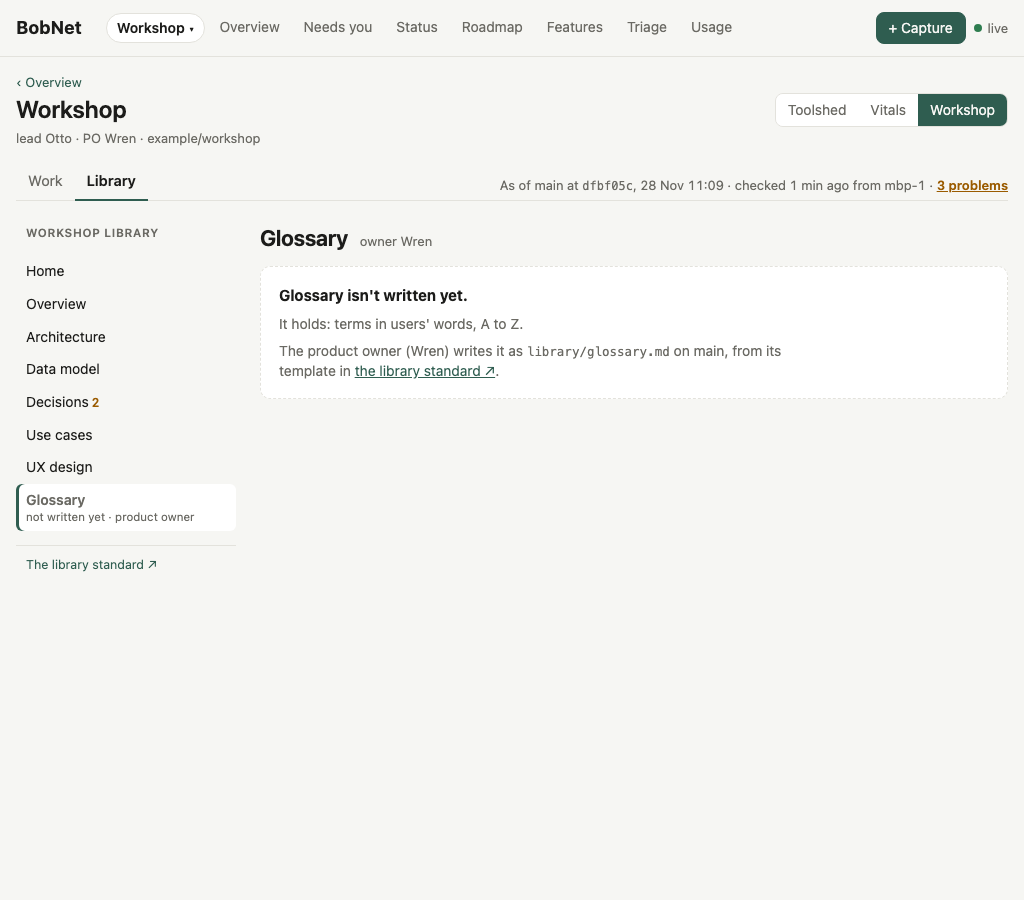 BobNet
Workshop ▾
Overview
Needs you
Status
Roadmap
Features
Triage
Usage
+ Capture
live
‹ Overview
Workshop
lead Otto · PO Wren · example/workshop
Toolshed
Vitals
Workshop
Work
Library
As of main at dfbf05c, 28 Nov 11:09 · checked 1 min ago from mbp-1 · 3 problems
WORKSHOP LIBRARY
Home
Overview
Architecture
Data model
Decisions 2
Use cases
UX design
Glossary
not written yet · product owner
The library standard ↗
Glossary owner Wren
Glossary isn't written yet.
It holds: terms in users' words, A to Z.
The product owner (Wren) writes it as library/glossary.md on main, from its
template in the library standard ↗.